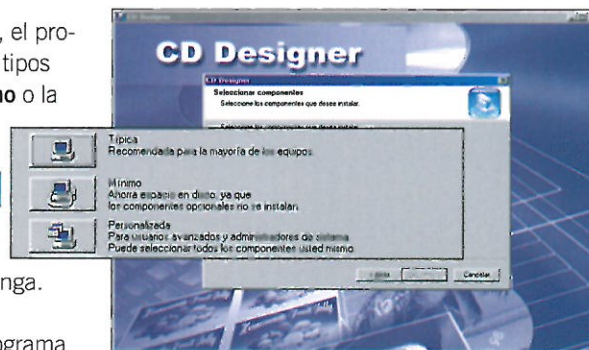 , el pro-
tipos
no o la
nga.
ograma
CD Designer
CD Designer
Seleccionar componentes
Seleccione los componentes que desea instalar.
Típica
Recomendada para la mayoría de los equipos.
Mínimo
Ahorra espacio en disco, ya que
los componentes opcionales no se instalan.
Personalizada
Para usuarios avanzados y administradores de sistema.
Puede seleccionar todos los componentes usted mismo.
Cancelar